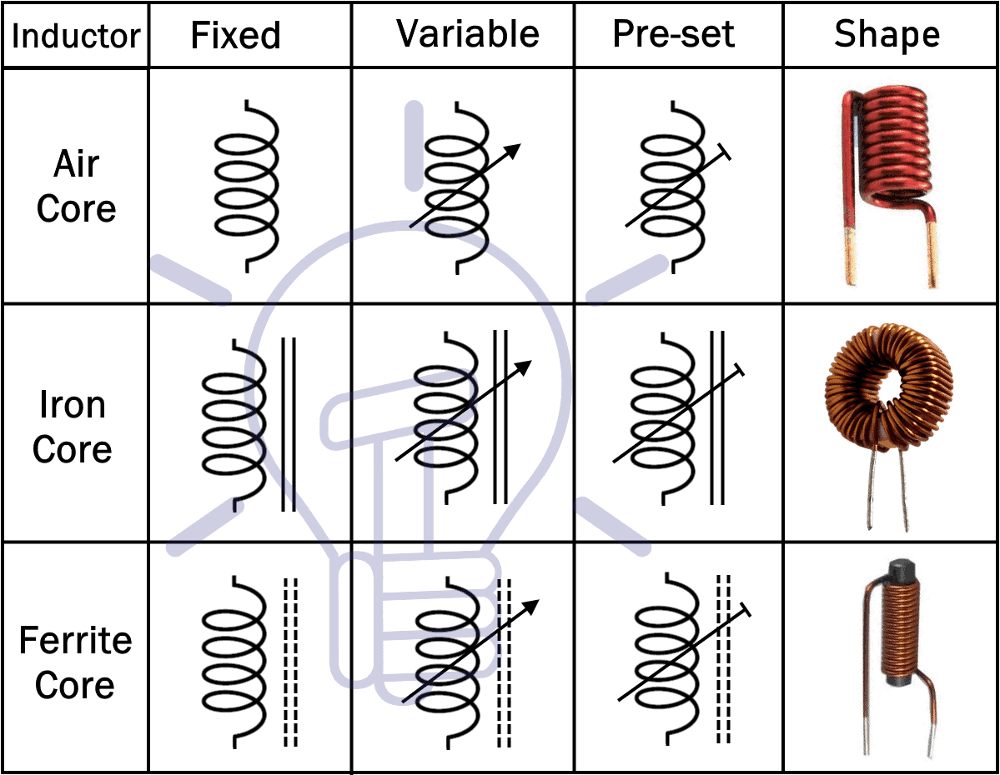 Inductor
Fixed
Variable
Pre-set
Shape
Air
Core
Iron
Core
Ferrite
Core